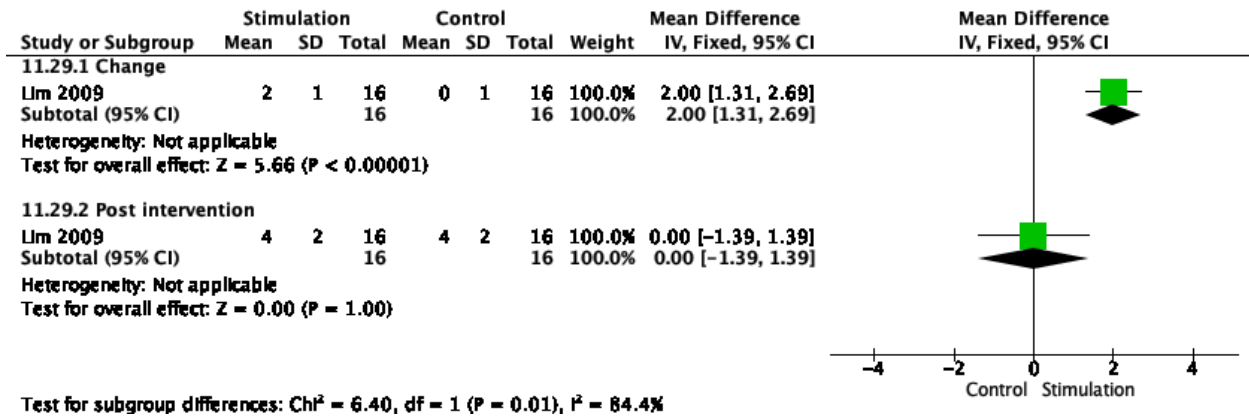 Stimulation Control Mean Difference Mean Difference
Study or Subgroup Mean SD Total Mean SD Total Weight IV, Fixed, 95% CI IV, Fixed, 95% CI
11.29.1 Change
Lim 2009 2 1 16 0 1 16 100.0% 2.00 [1.31, 2.69]
Subtotal (95% CI) 16 16 100.0% 2.00 [1.31, 2.69]
Heterogeneity: Not applicable
Test for overall effect: Z = 5.66 (P < 0.00001)
11.29.2 Post intervention
Lim 2009 4 2 16 4 2 16 100.0% 0.00 [-1.39, 1.39]
Subtotal (95% CI) 16 16 100.0% 0.00 [-1.39, 1.39]
Heterogeneity: Not applicable
Test for overall effect: Z = 0.00 (P = 1.00)
-4 -2 0 2 4
Control Stimulation
Test for subgroup differences: Chi² = 6.40, df = 1 (P = 0.01), I² = 84.4%